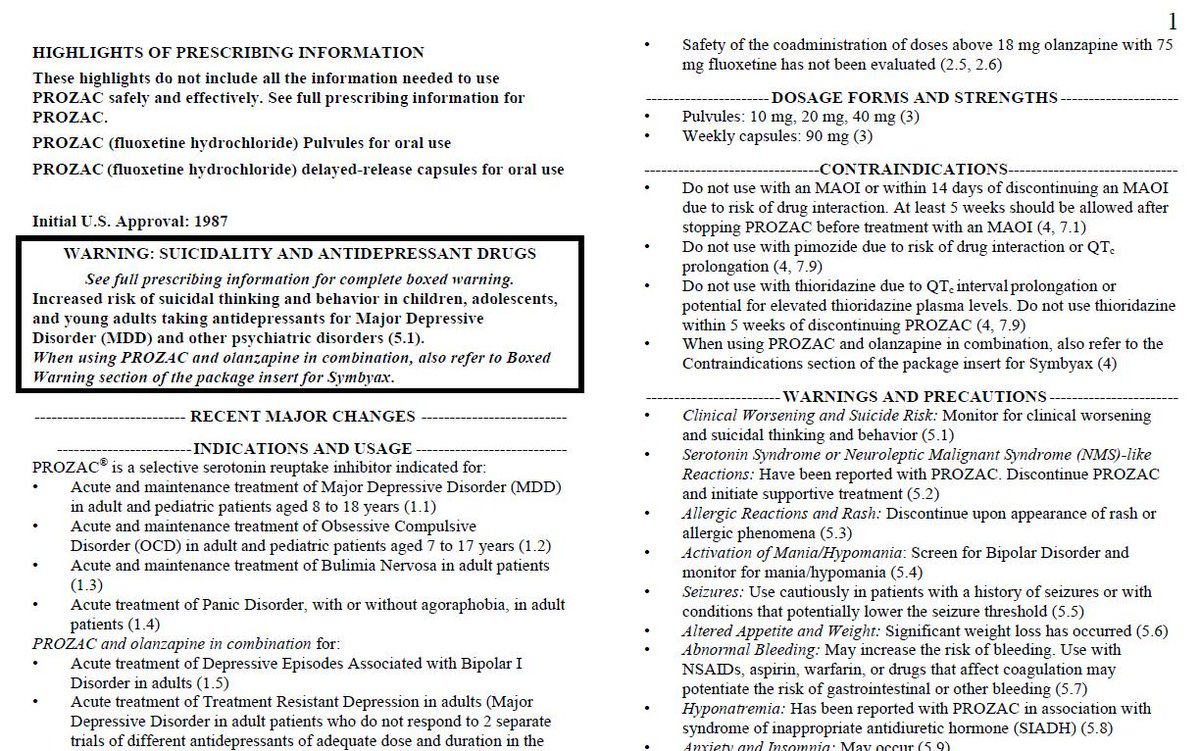 1
HIGHLIGHTS OF PRESCRIBING INFORMATION
These highlights do not include all the information needed to use
PROZAC safely and effectively. See full prescribing information for
PROZAC.
PROZAC (fluoxetine hydrochloride) Pulvules for oral use
PROZAC (fluoxetine hydrochloride) delayed-release capsules for oral use
Initial U.S. Approval: 1987
WARNING: SUICIDALITY AND ANTIDEPRESSANT DRUGS
See full prescribing information for complete boxed warning.
Increased risk of suicidal thinking and behavior in children, adolescents,
and young adults taking antidepressants for Major Depressive
Disorder (MDD) and other psychiatric disorders (5.1).
When using PROZAC and olanzapine in combination, also refer to Boxed
Warning section of the package insert for Symbyax.
--------------------------- RECENT MAJOR CHANGES --------------------------
------------------------INDICATIONS AND USAGE ---------------------------
PROZAC® is a selective serotonin reuptake inhibitor indicated for:
• Acute and maintenance treatment of Major Depressive Disorder (MDD)
in adult and pediatric patients aged 8 to 18 years (1.1)
• Acute and maintenance treatment of Obsessive Compulsive
Disorder (OCD) in adult and pediatric patients aged 7 to 17 years (1.2)
• Acute and maintenance treatment of Bulimia Nervosa in adult patients
(1.3)
• Acute treatment of Panic Disorder, with or without agoraphobia, in adult
patients (1.4)
PROZAC and olanzapine in combination for:
• Acute treatment of Depressive Episodes Associated with Bipolar I
Disorder in adults (1.5)
• Acute treatment of Treatment Resistant Depression in adults (Major
Depressive Disorder in adult patients who do not respond to 2 separate
trials of different antidepressants of adequate dose and duration in the
• Safety of the coadministration of doses above 18 mg olanzapine with 75
mg fluoxetine has not been evaluated (2.5, 2.6)
----------------------DOSAGE FORMS AND STRENGTHS---------------------
• Pulvules: 10 mg, 20 mg, 40 mg (3)
• Weekly capsules: 90 mg (3)
-------------------------------CONTRAINDICATIONS------------------------------
• Do not use with an MAOI or within 14 days of discontinuing an MAOI
due to risk of drug interaction. At least 5 weeks should be allowed after
stopping PROZAC before treatment with an MAOI (4, 7.1)
• Do not use with pimozide due to risk of drug interaction or QTc
prolongation (4, 7.9)
• Do not use with thioridazine due to QTc interval prolongation or
potential for elevated thioridazine plasma levels. Do not use thioridazine
within 5 weeks of discontinuing PROZAC (4, 7.9)
• When using PROZAC and olanzapine in combination, also refer to the
Contraindications section of the package insert for Symbyax (4)
------------------------WARNINGS AND PRECAUTIONS-----------------------
• Clinical Worsening and Suicide Risk: Monitor for clinical worsening
and suicidal thinking and behavior (5.1)
• Serotonin Syndrome or Neuroleptic Malignant Syndrome (NMS)-like
Reactions: Have been reported with PROZAC. Discontinue PROZAC
and initiate supportive treatment (5.2)
• Allergic Reactions and Rash: Discontinue upon appearance of rash or
allergic phenomena (5.3)
• Activation of Mania/Hypomania: Screen for Bipolar Disorder and
monitor for mania/hypomania (5.4)
• Seizures: Use cautiously in patients with a history of seizures or with
conditions that potentially lower the seizure threshold (5.5)
• Altered Appetite and Weight: Significant weight loss has occurred (5.6)
• Abnormal Bleeding: May increase the risk of bleeding. Use with
NSAIDs, aspirin, warfarin, or drugs that affect coagulation may
potentiate the risk of gastrointestinal or other bleeding (5.7)
• Hyponatremia: Has been reported with PROZAC in association with
syndrome of inappropriate antidiuretic hormone (SIADH) (5.8)
• Anxiety and Insomnia: May occur (5.9)